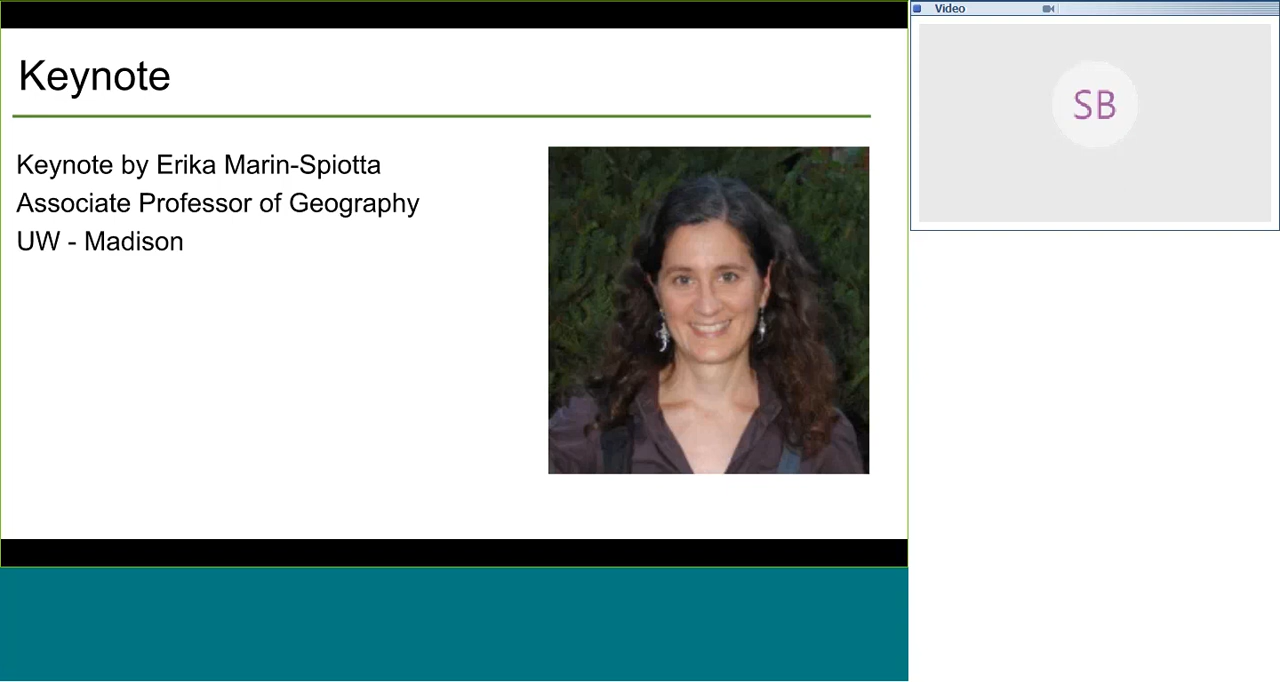 Keynote
Keynote by Erika Marin-Spiotta
Associate Professor of Geography
UW - Madison
Video
SB